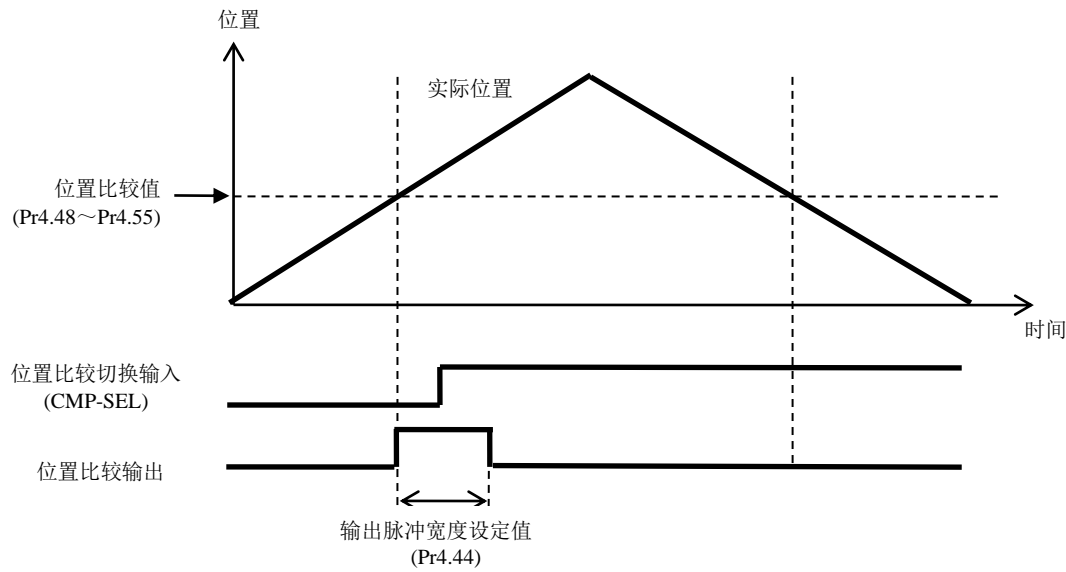 位置
实际位置
位置比较值
(Pr4.48～Pr4.55)
时间
位置比较切换输入
(CMP-SEL)
位置比较输出
输出脉冲宽度设定值
(Pr4.44)